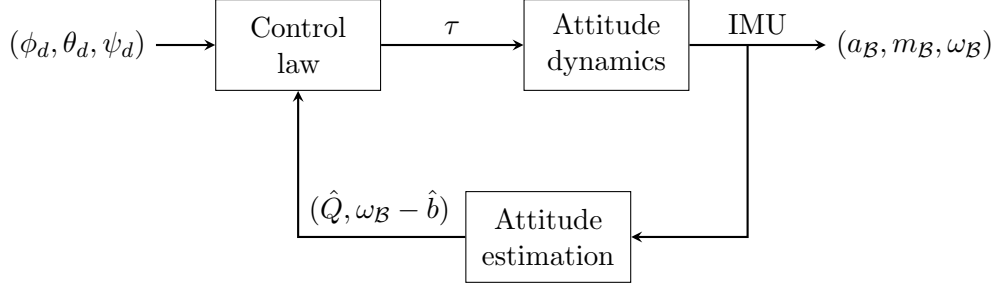 (ϕ_d, θ_d, ψ_d)
Control
law
τ
Attitude
dynamics
IMU
(a_ℬ, m_ℬ, ω_ℬ)
(Q̂, ω_ℬ − b̂)
Attitude
estimation